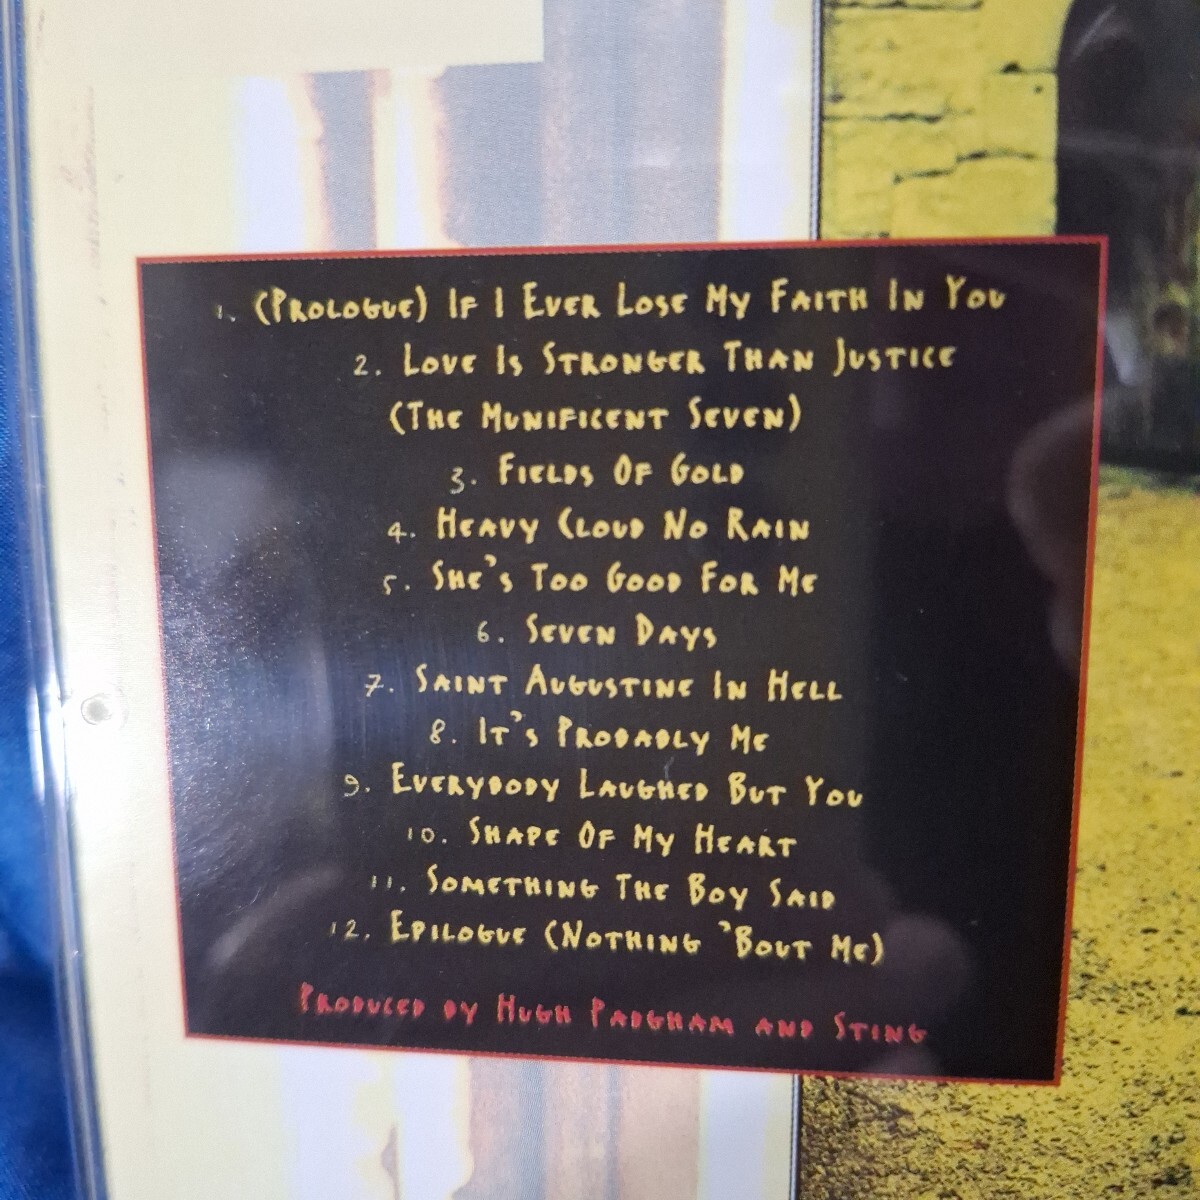 1. (Prologue) If I Ever Lose My Faith In You
2. Love Is Stronger Than Justice
(The Munificent Seven)
3. Fields Of Gold
4. Heavy Cloud No Rain
5. She's Too Good For Me
6. Seven Days
7. Saint Augustine In Hell
8. It's Probably Me
9. Everybody Laughed But You
10. Shape Of My Heart
11. Something The Boy Said
12. Epilogue (Nothing 'Bout Me)
Produced by Hugh Padgham and Sting